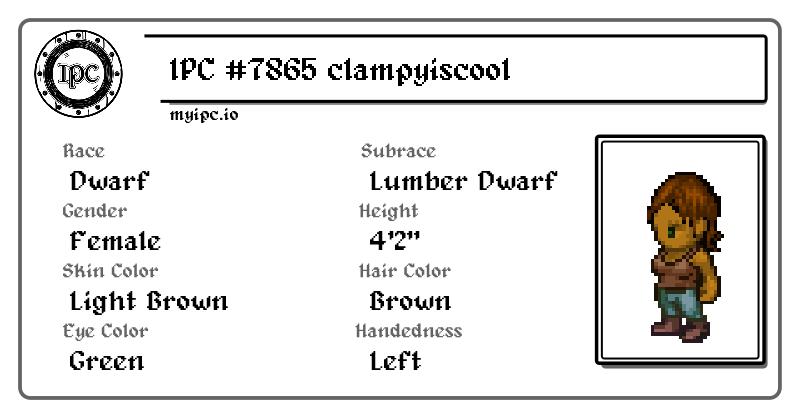 IPC
IPC #7865 clampyiscool
myipc.io
Race
Dwarf
Subrace
Lumber Dwarf
Gender
Female
Height
4'2"
Skin Color
Light Brown
Hair Color
Brown
Eye Color
Green
Handedness
Left